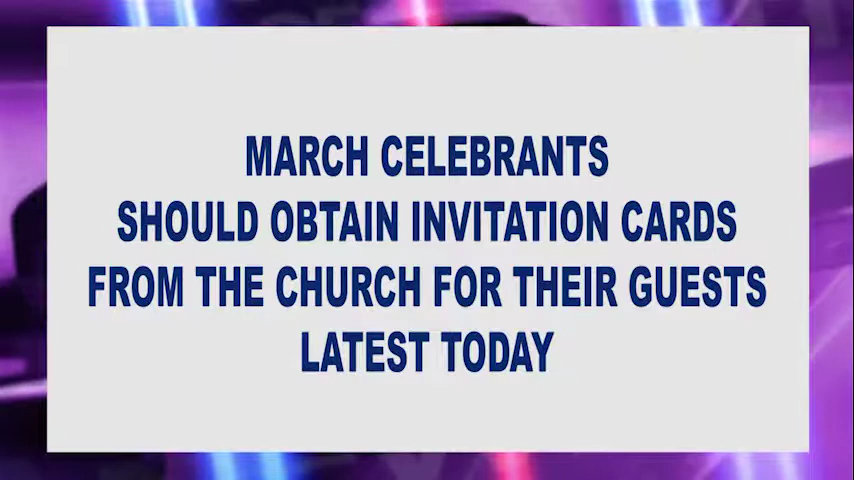 MARCH CELEBRANTS
SHOULD OBTAIN INVITATION CARDS
FROM THE CHURCH FOR THEIR GUESTS
LATEST TODAY